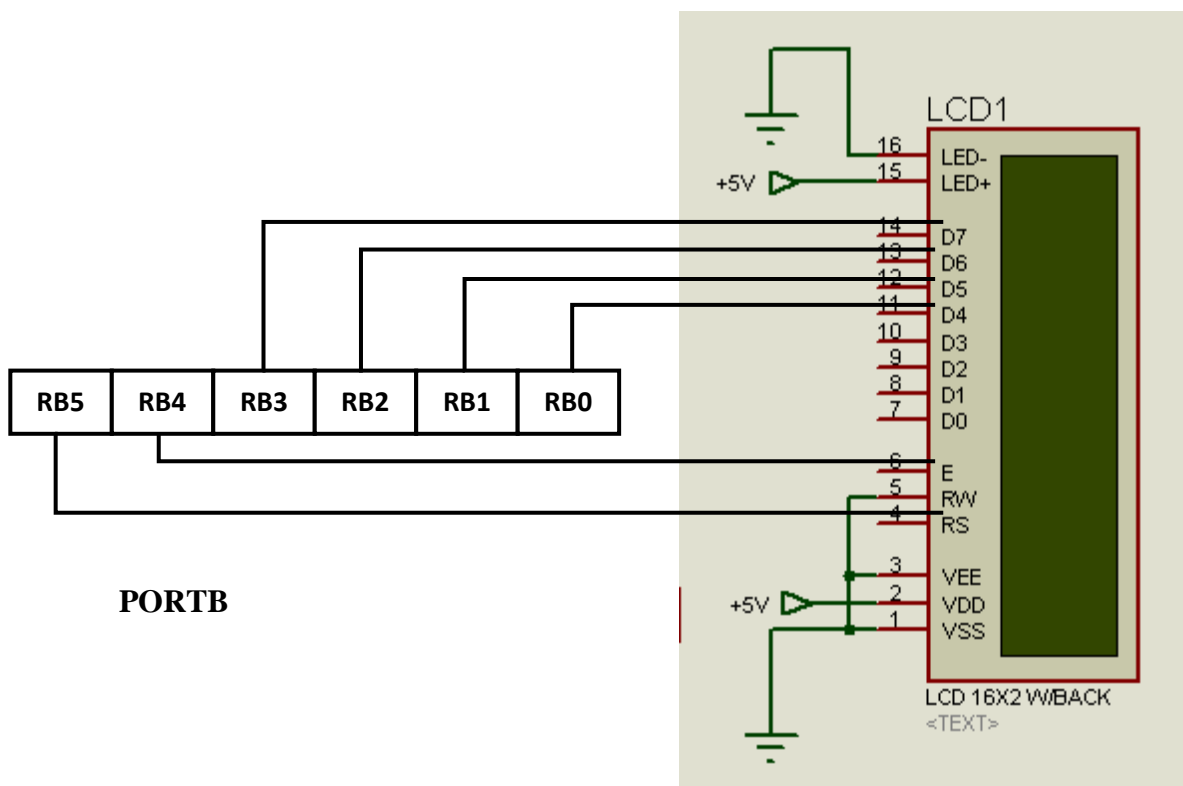 LCD1
16 LED-
+5V 15 LED+
14 D7
13 D6
12 D5
11 D4
10 D3
9 D2
8 D1
7 D0
RB5 RB4 RB3 RB2 RB1 RB0
6 E
5 RW
4 RS
3 VEE
PORTB
+5V 2 VDD
1 VSS
LCD 16X2 W/BACK
<TEXT>